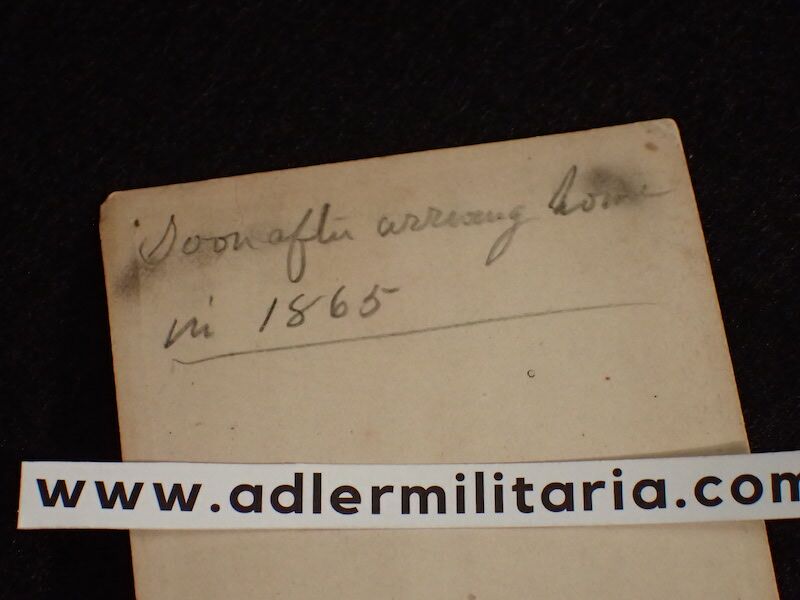 Soon after arriving home
in 1865
www.adlermilitaria.com